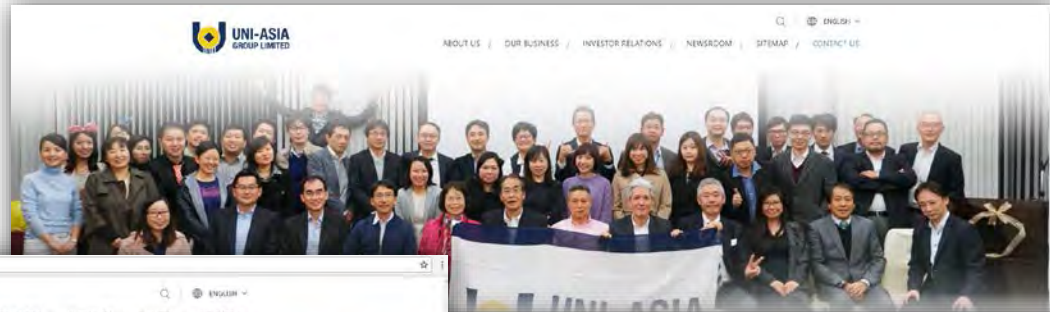 UNI-ASIA
GROUP LIMITED
ENGLISH
ABOUT US / OUR BUSINESS / INVESTOR RELATIONS / NEWSROOM / SITEMAP / CONTACT US
ENGLISH
UNI-ASIA